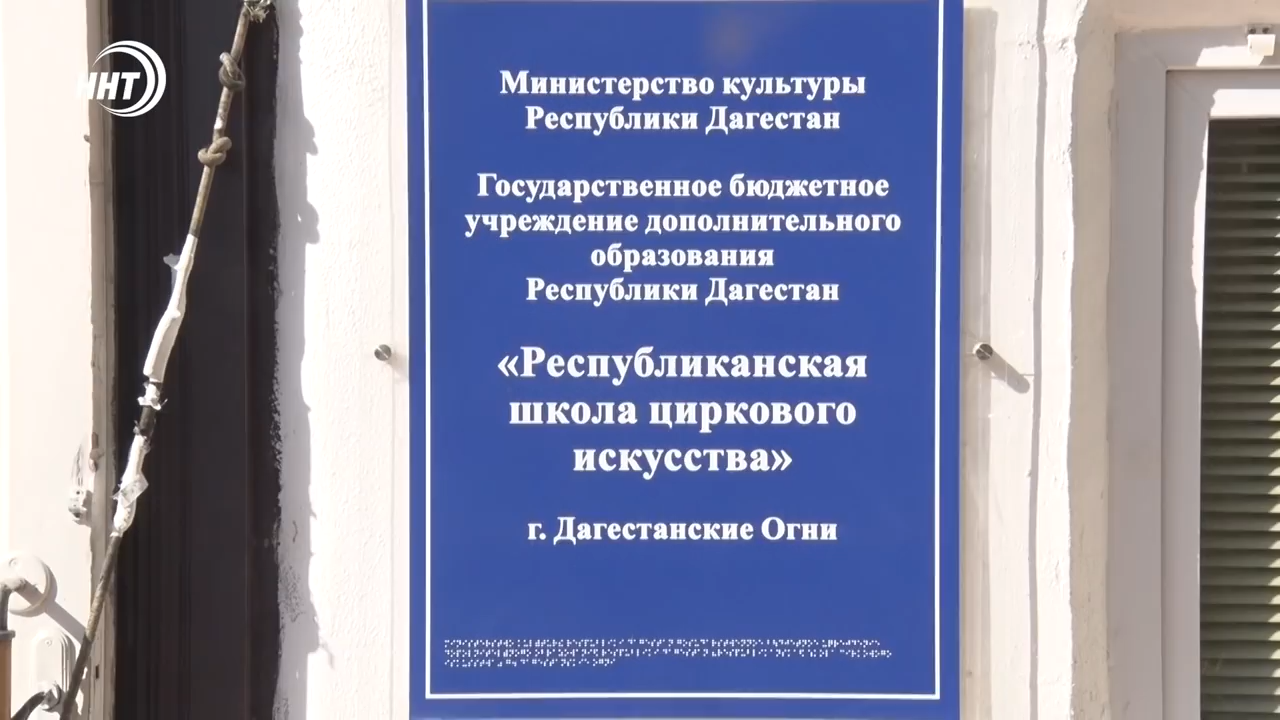 ННТ
Министерство культуры
Республики Дагестан
Государственное бюджетное
учреждение дополнительного
образования
Республики Дагестан
«Республиканская
школа циркового
искусства»
г. Дагестанские Огни